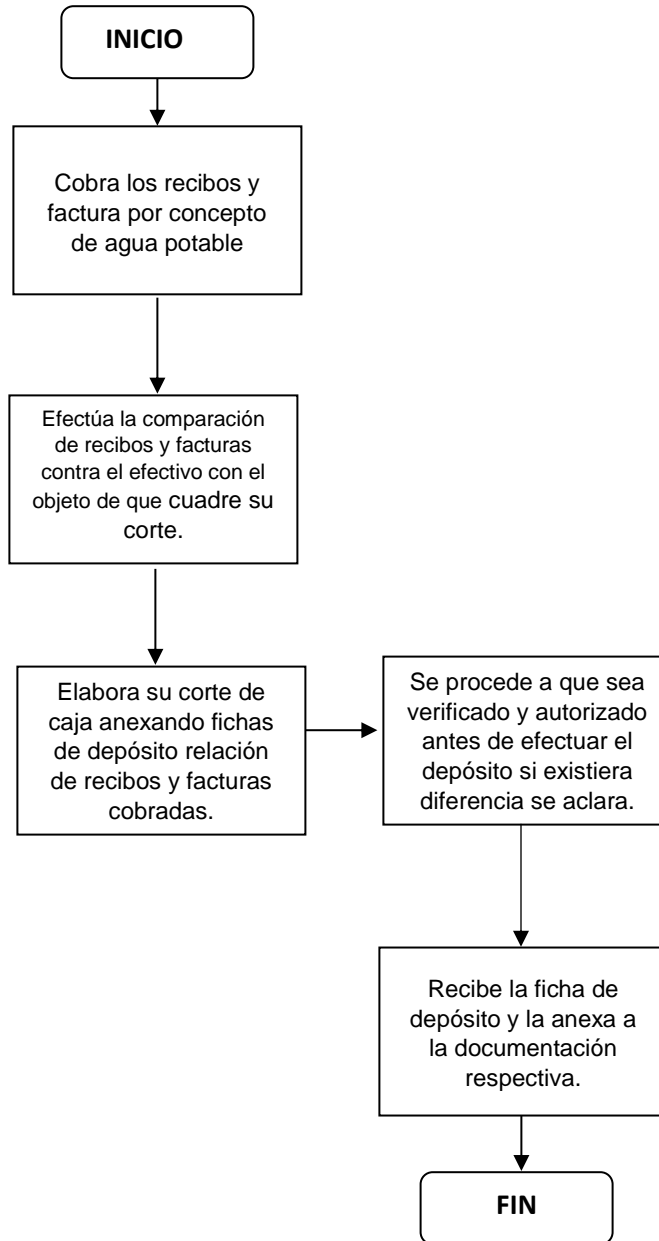 INICIO
Cobra los recibos y
factura por concepto
de agua potable
Efectúa la comparación
de recibos y facturas
contra el efectivo con el
objeto de que cuadre su
corte.
Elabora su corte de
caja anexando fichas
de depósito relación
de recibos y facturas
cobradas.
Se procede a que sea
verificado y autorizado
antes de efectuar el
depósito si existiera
diferencia se aclara.
Recibe la ficha de
depósito y la anexa a
la documentación
respectiva.
FIN